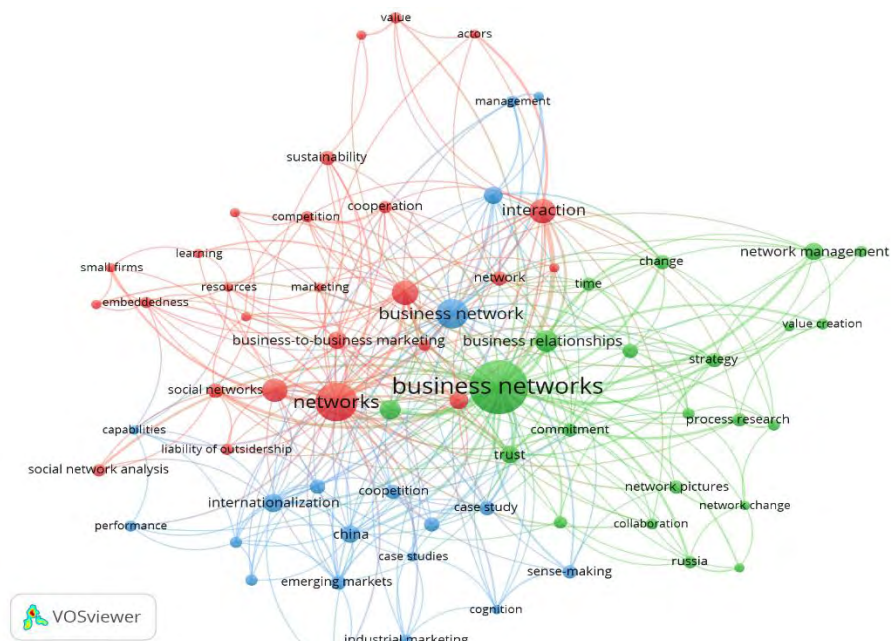 value
actors
management
sustainability
interaction
cooperation
competition
network management
change
learning
small firms
network
time
resources
marketing
embeddedness
business network
value creation
business-to-business marketing
business relationships
strategy
business networks
social networks
networks
process research
capabilities
commitment
liability of outsidership
trust
social network analysis
network pictures
coopetition
internationalization
case study
network change
performance
collaboration
china
case studies
russia
sense-making
emerging markets
cognition
VOSviewer
industrial marketing